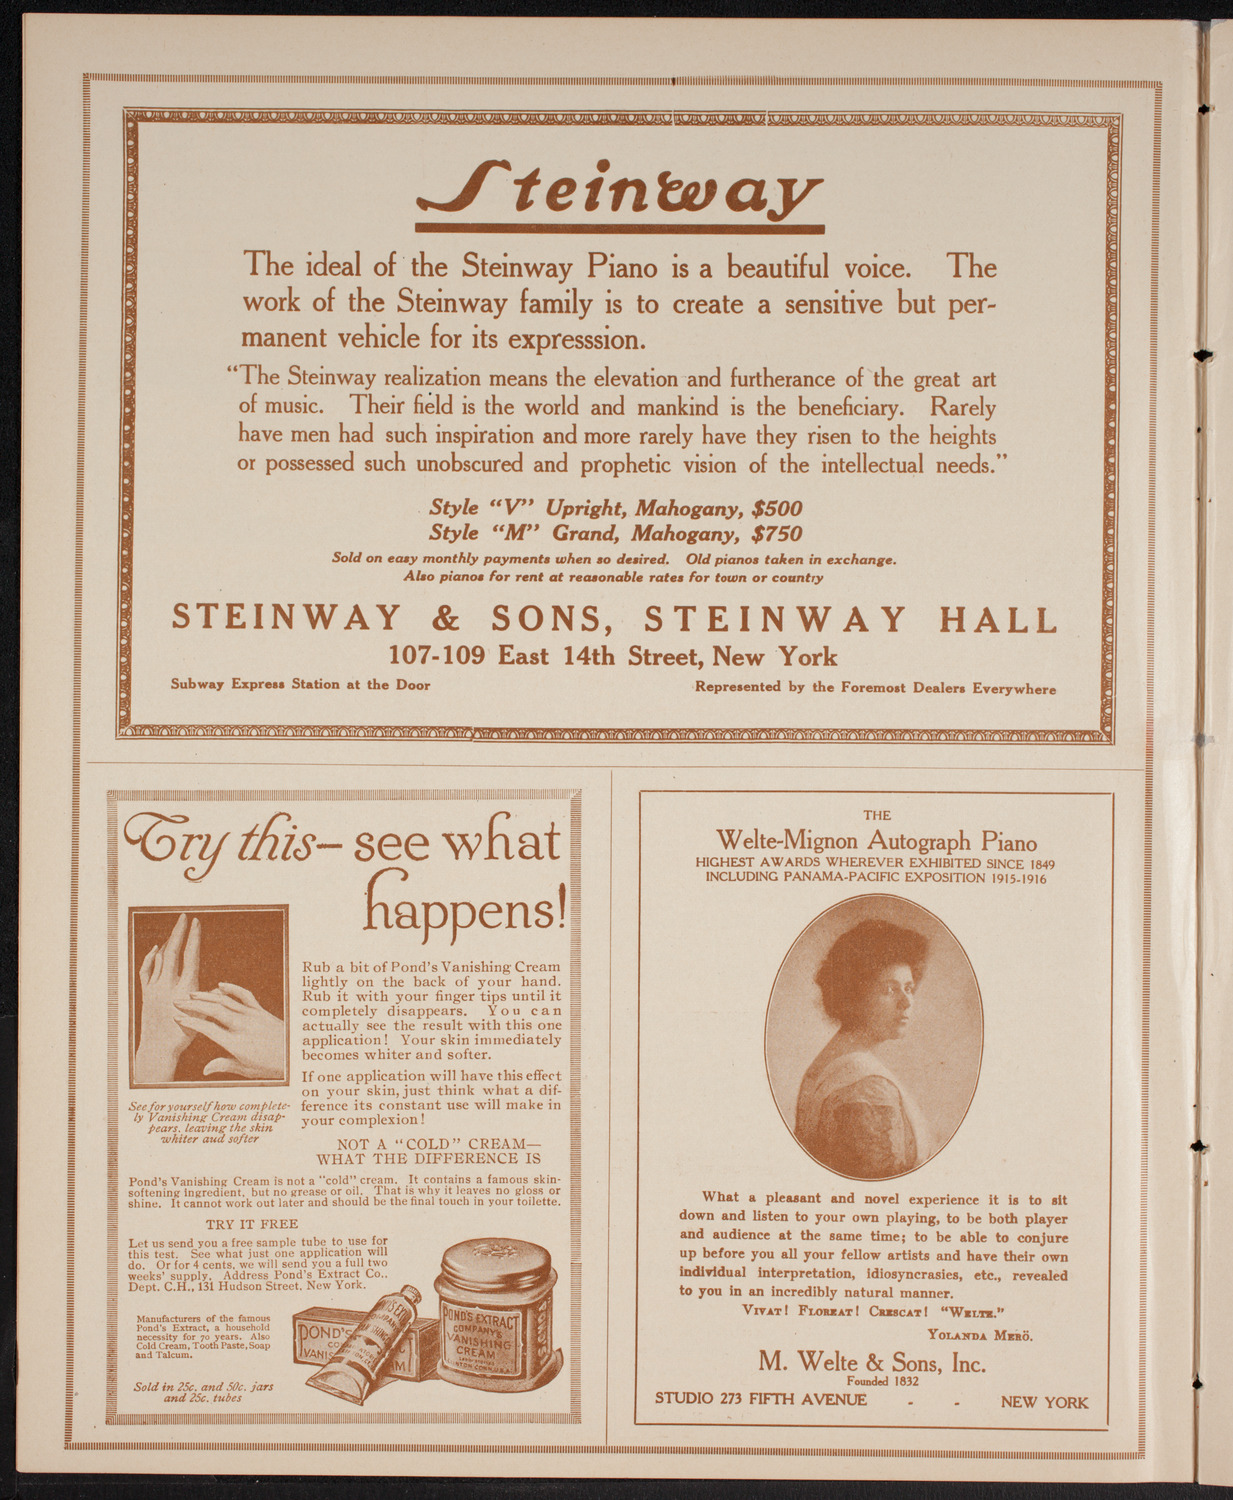 Steinway
The ideal of the Steinway Piano is a beautiful voice. The
work of the Steinway family is to create a sensitive but per-
manent vehicle for its expresssion.
“The Steinway realization means the elevation and furtherance of the great art
of music. Their field is the world and mankind is the beneficiary. Rarely
have men had such inspiration and more rarely have they risen to the heights
or possessed such unobscured and prophetic vision of the intellectual needs.”
Style “V” Upright, Mahogany, $500
Style “M” Grand, Mahogany, $750
Sold on easy monthly payments when so desired. Old pianos taken in exchange.
Also pianos for rent at reasonable rates for town or country
STEINWAY & SONS, STEINWAY HALL
107-109 East 14th Street, New York
Subway Express Station at the Door
Represented by the Foremost Dealers Everywhere
Try this—see what
happens!
Rub a bit of Pond's Vanishing Cream
lightly on the back of your hand.
Rub it with your finger tips until it
completely disappears. You can
actually see the result with this one
application! Your skin immediately
becomes whiter and softer.
If one application will have this effect
on your skin, just think what a dif-
ference its constant use will make in
your complexion!
See for yourself how complete-
ly Vanishing Cream disap-
pears, leaving the skin
whiter aud softer
NOT A “COLD” CREAM—
WHAT THE DIFFERENCE IS
Pond's Vanishing Cream is not a "cold" cream. It contains a famous skin-
softening ingredient, but no grease or oil. That is why it leaves no gloss or
shine. It cannot work out later and should be the final touch in your toilette.
TRY IT FREE
Let us send you a free sample tube to use for
this test. See what just one application will
do. Or for 4 cents, we will send you a full two
weeks' supply. Address Pond's Extract Co.,
Dept. C.H., 131 Hudson Street, New York.
Manufacturers of the famous
Pond's Extract, a household
necessity for 70 years. Also
Cold Cream, Tooth Paste, Soap
and Talcum.
Sold in 25c. and 50c. jars
and 25c. tubes
POND'S
VANIS
POND'S EXTRACT
COMPANY'S
VANISHING
CREAM
THE
Welte-Mignon Autograph Piano
HIGHEST AWARDS WHEREVER EXHIBITED SINCE 1849
INCLUDING PANAMA-PACIFIC EXPOSITION 1915-1916
What a pleasant and novel experience it is to sit
down and listen to your own playing, to be both player
and audience at the same time; to be able to conjure
up before you all your fellow artists and have their own
individual interpretation, idiosyncrasies, etc., revealed
to you in an incredibly natural manner.
VIVAT! FLOREAT! CRESCAT! “WELTE.”
YOLANDA MERÖ.
M. Welte & Sons, Inc.
Founded 1832
STUDIO 273 FIFTH AVENUE - - NEW YORK